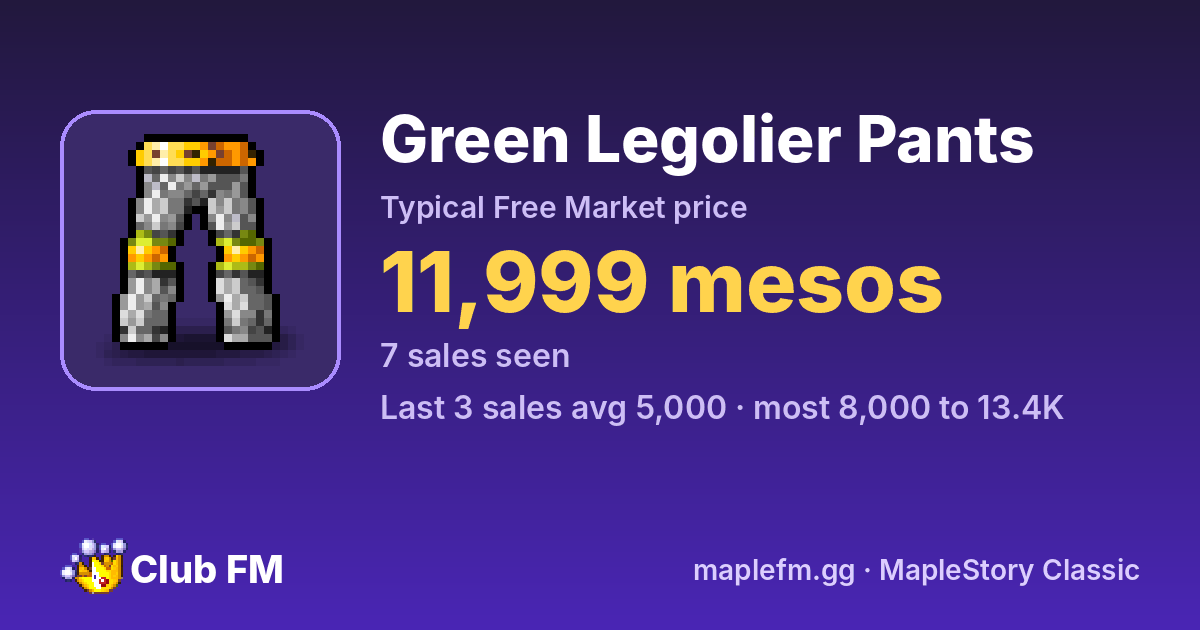 Green Legolier Pants
Typical Free Market price
11,999 mesos
7 sales seen
Last 3 sales avg 5,000 · most 8,000 to 13.4K
Club FM
maplefm.gg · MapleStory Classic